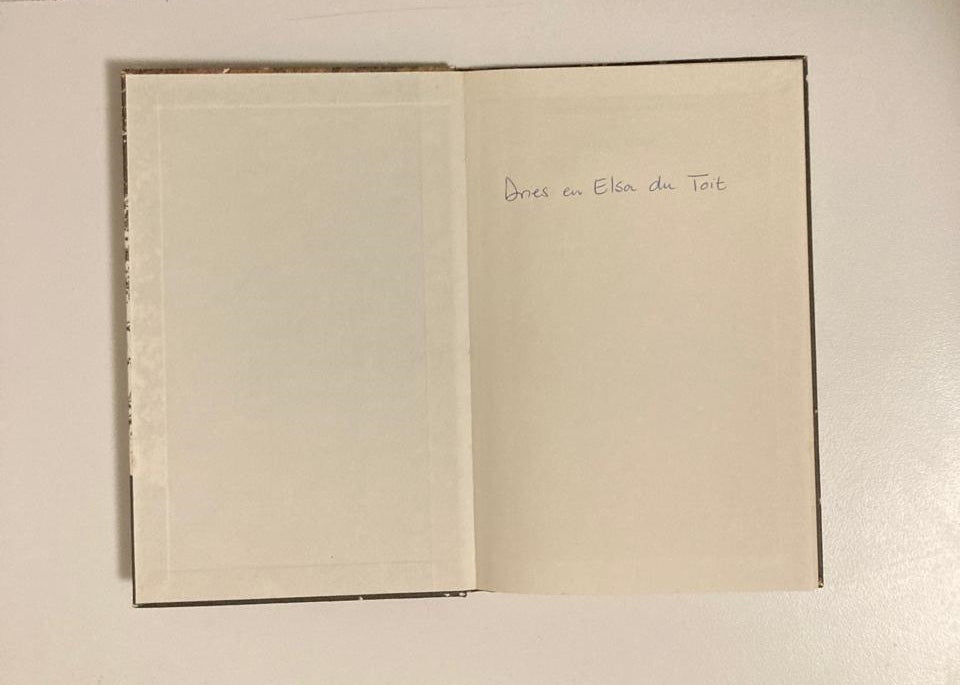 Dries en Elsa du Toit